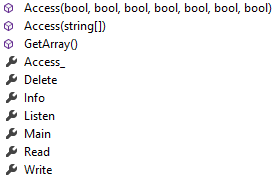 Access(bool, bool, bool, bool, bool, bool, bool)
Access(string[])
GetArray()
Access_
Delete
Info
Listen
Main
Read
Write